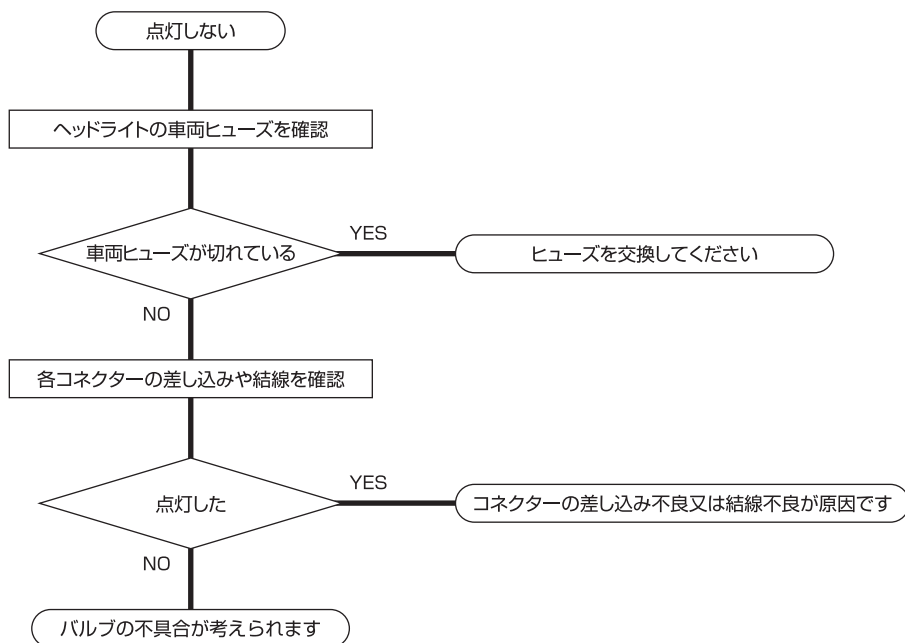 点灯しない
ヘッドライトの車両ヒューズを確認
車両ヒューズが切れている
YES
ヒューズを交換してください
NO
各コネクターの差し込みや結線を確認
点灯した
YES
コネクターの差し込み不良又は結線不良が原因です
NO
バルブの不具合が考えられます